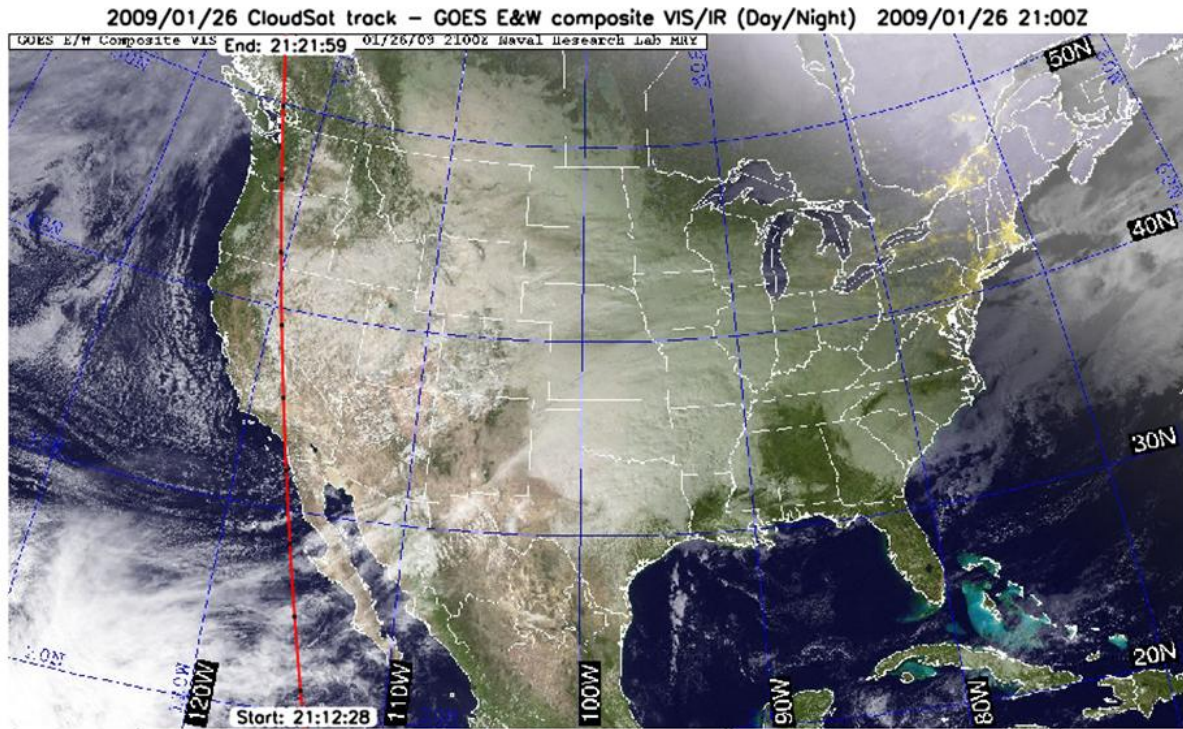 2009/01/26 CloudSat track – GOES E&W composite VIS/IR (Day/Night) 2009/01/26 21:00Z
GOES E/W Composite VIS 01/26/09 2100Z Naval Research Lab MRY
End: 21:21:59
50N
40N
30N
20N
20N
120W
110W
100W
90W
80W
Start: 21:12:28